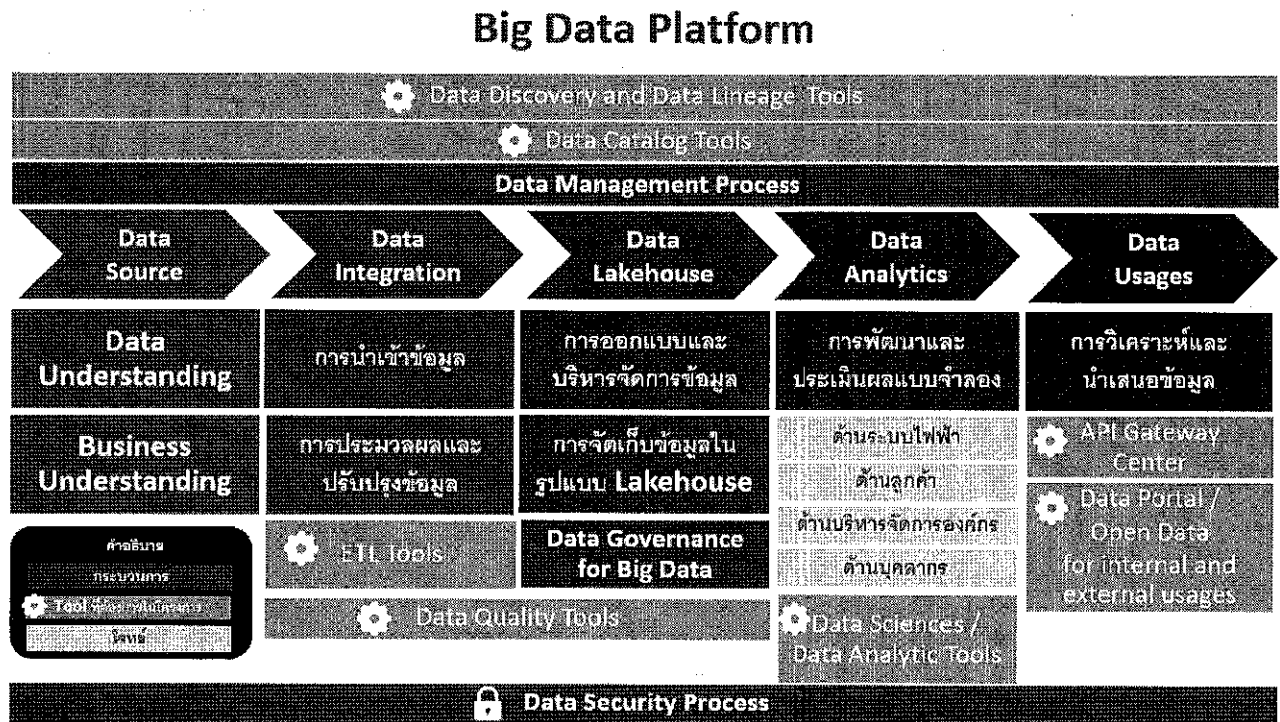 Big Data Platform
Data Discovery and Data Lineage Tools
Data Catalog Tools
Data Management Process
Data
Source
Data
Integration
Data
Lakehouse
Data
Analytics
Data
Usages
Data
Understanding
การนำเข้าข้อมูล
การออกแบบและ
บริหารจัดการข้อมูล
การพัฒนาและ
ประเมินผลแบบจำลอง
การวิเคราะห์และ
นำเสนอข้อมูล
Business
Understanding
การประมวลผลและ
ปรับปรุงข้อมูล
การจัดเก็บข้อมูลใน
รูปแบบ Lakehouse
ด้านระบบไฟฟ้า
ด้านลูกค้า
ด้านบริหารจัดการองค์กร
ด้านบุคลากร
API Gateway
Center
Data Portal /
Open Data
for internal and
external usages
คำอธิบาย
กระบวนการ
Tool
โจทย์
ETL Tools
Data Governance
for Big Data
Data Quality Tools
Data Sciences /
Data Analytic Tools
Data Security Process